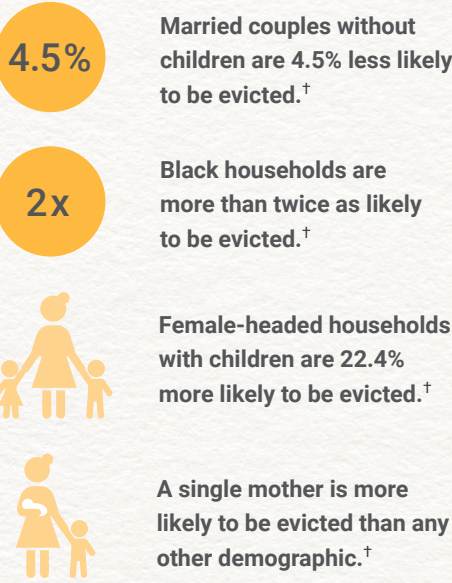 4.5%
Married couples without
children are 4.5% less likely
to be evicted.†
2x
Black households are
more than twice as likely
to be evicted.†
Female-headed households
with children are 22.4%
more likely to be evicted.†
A single mother is more
likely to be evicted than any
other demographic.†